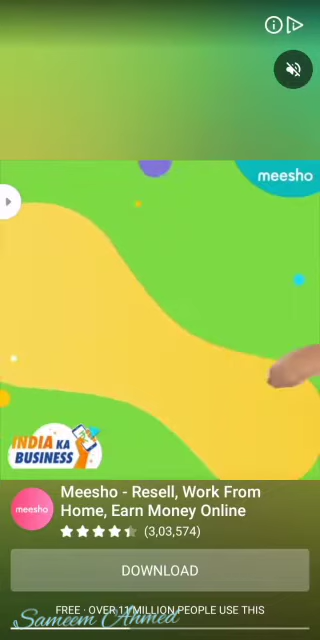 meesho
INDIA KA
BUSINESS
meesho
Meesho - Resell, Work From
Home, Earn Money Online
(3,03,574)
DOWNLOAD
FREE · OVER 11 MILLION PEOPLE USE THIS
Sameem Ahmed